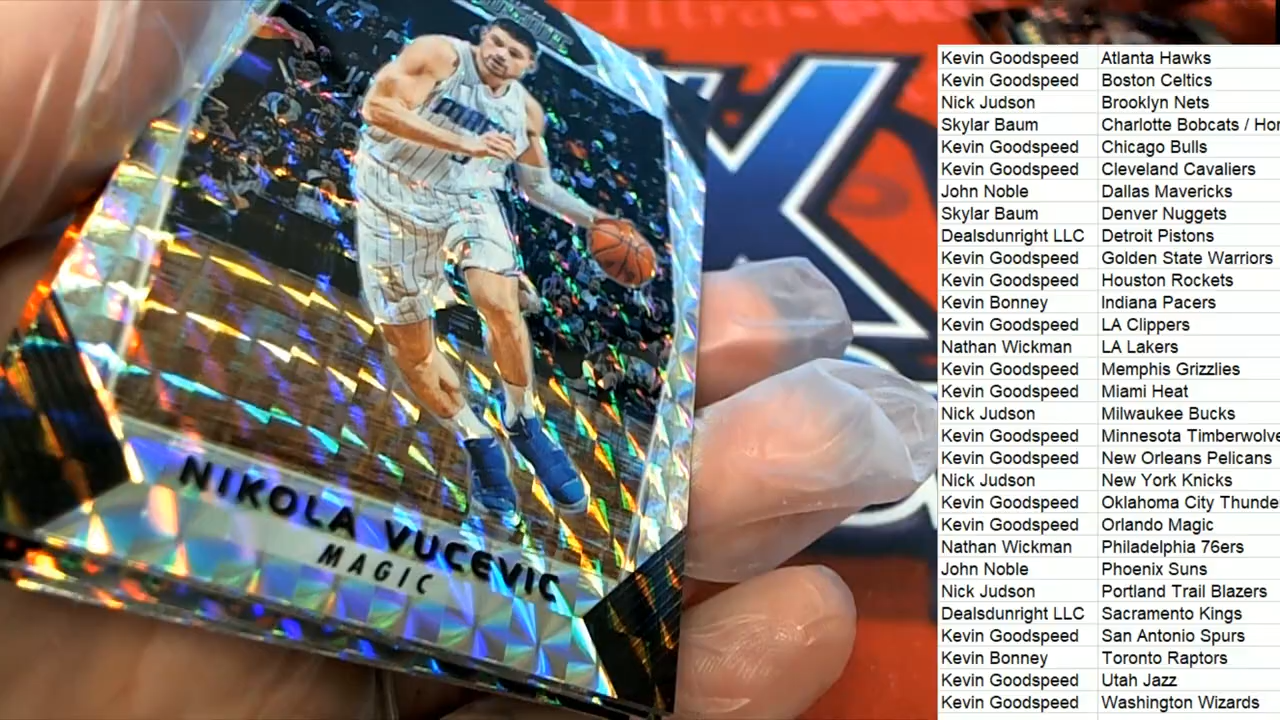 NIKOLA VUCEVIC
MAGIC
Kevin Goodspeed Atlanta Hawks
Kevin Goodspeed Boston Celtics
Nick Judson Brooklyn Nets
Skylar Baum Charlotte Bobcats / Hor
Kevin Goodspeed Chicago Bulls
Kevin Goodspeed Cleveland Cavaliers
John Noble Dallas Mavericks
Skylar Baum Denver Nuggets
Dealsdunright LLC Detroit Pistons
Kevin Goodspeed Golden State Warriors
Kevin Goodspeed Houston Rockets
Kevin Bonney Indiana Pacers
Kevin Goodspeed LA Clippers
Nathan Wickman LA Lakers
Kevin Goodspeed Memphis Grizzlies
Kevin Goodspeed Miami Heat
Nick Judson Milwaukee Bucks
Kevin Goodspeed Minnesota Timberwolve
Kevin Goodspeed New Orleans Pelicans
Nick Judson New York Knicks
Kevin Goodspeed Oklahoma City Thunde
Kevin Goodspeed Orlando Magic
Nathan Wickman Philadelphia 76ers
John Noble Phoenix Suns
Nick Judson Portland Trail Blazers
Dealsdunright LLC Sacramento Kings
Kevin Goodspeed San Antonio Spurs
Kevin Bonney Toronto Raptors
Kevin Goodspeed Utah Jazz
Kevin Goodspeed Washington Wizards